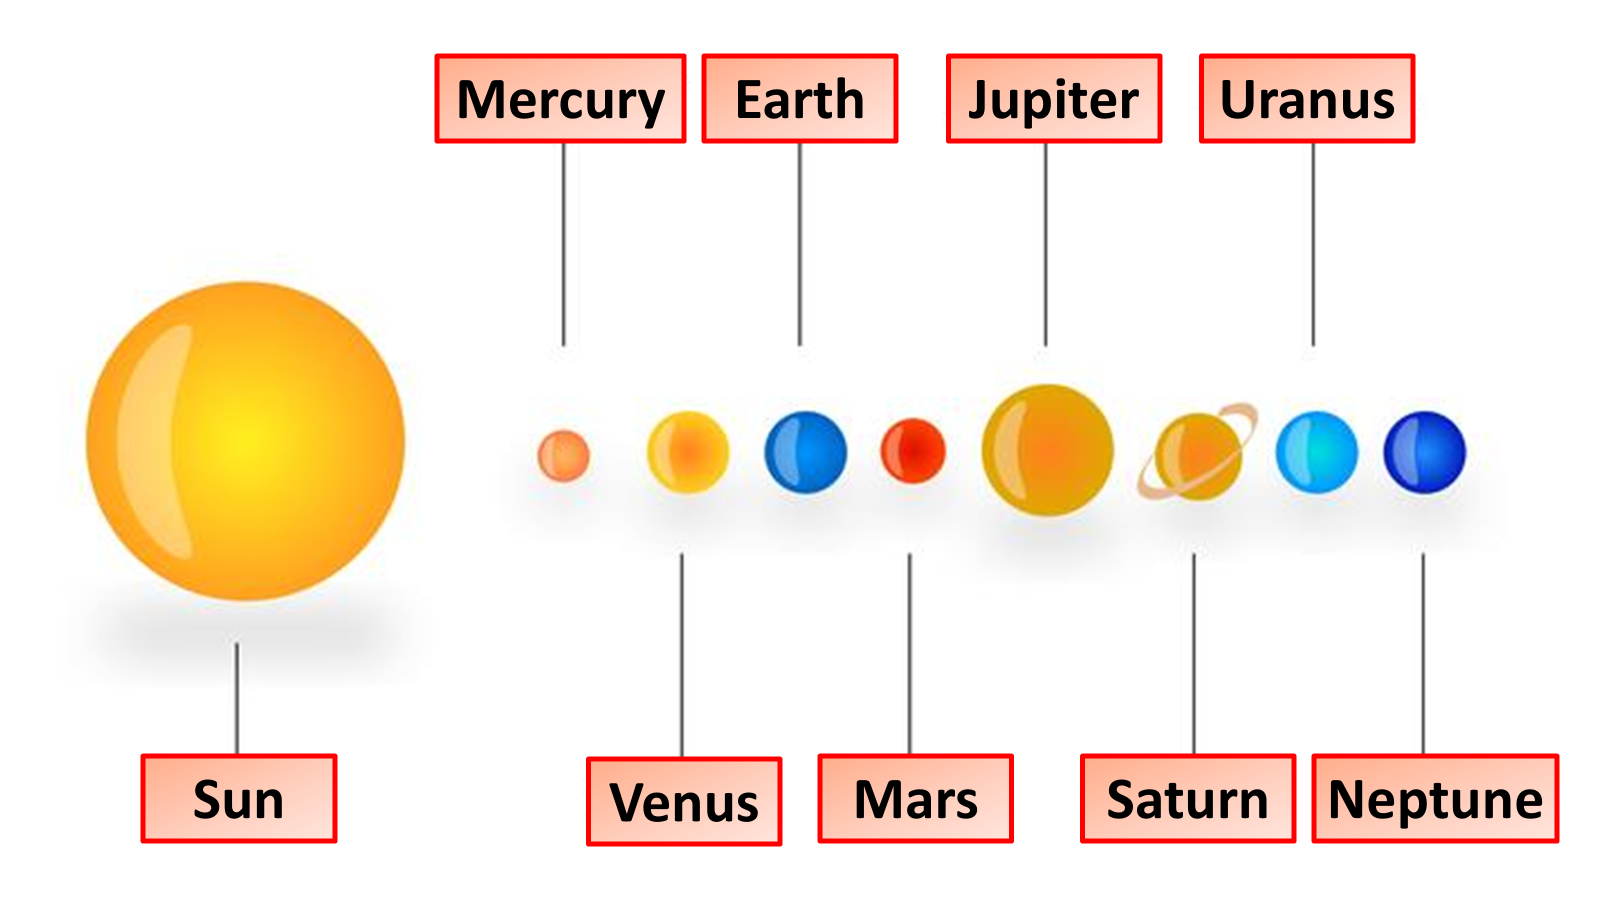 Mercury
Earth
Jupiter
Uranus
Sun
Venus
Mars
Saturn
Neptune